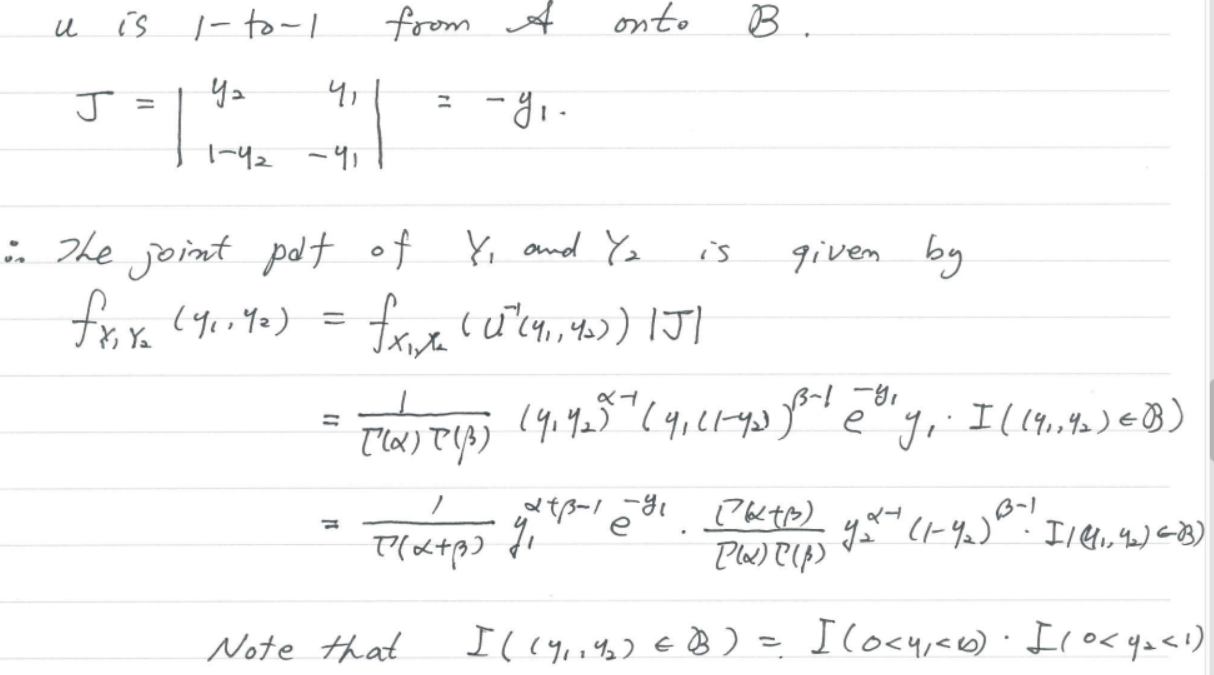 u is 1-to-1 from A onto B.
J = | y₂ y₁ | = -y₁.
| 1-y₂ -y₁ |
∴ The joint pdf of Y₁ and Y₂ is given by
f_{Y₁,Y₂} (y₁,y₂) = f_{X₁,X₂} (u⁻¹(y₁,y₂)) |J|
= 1/(Γ(α)Γ(β)) (y₁y₂)^{α-1} (y₁(1-y₂))^{β-1} e^{-y₁} y₁ · I((y₁,y₂) ∈ B)
= 1/Γ(α+β) y₁^{α+β-1} e^{-y₁} · Γ(α+β)/(Γ(α)Γ(β)) y₂^{α-1} (1-y₂)^{β-1} · I((y₁,y₂) ∈ B)
Note that I((y₁,y₂) ∈ B) = I(0<y₁<∞) · I(0<y₂<1)